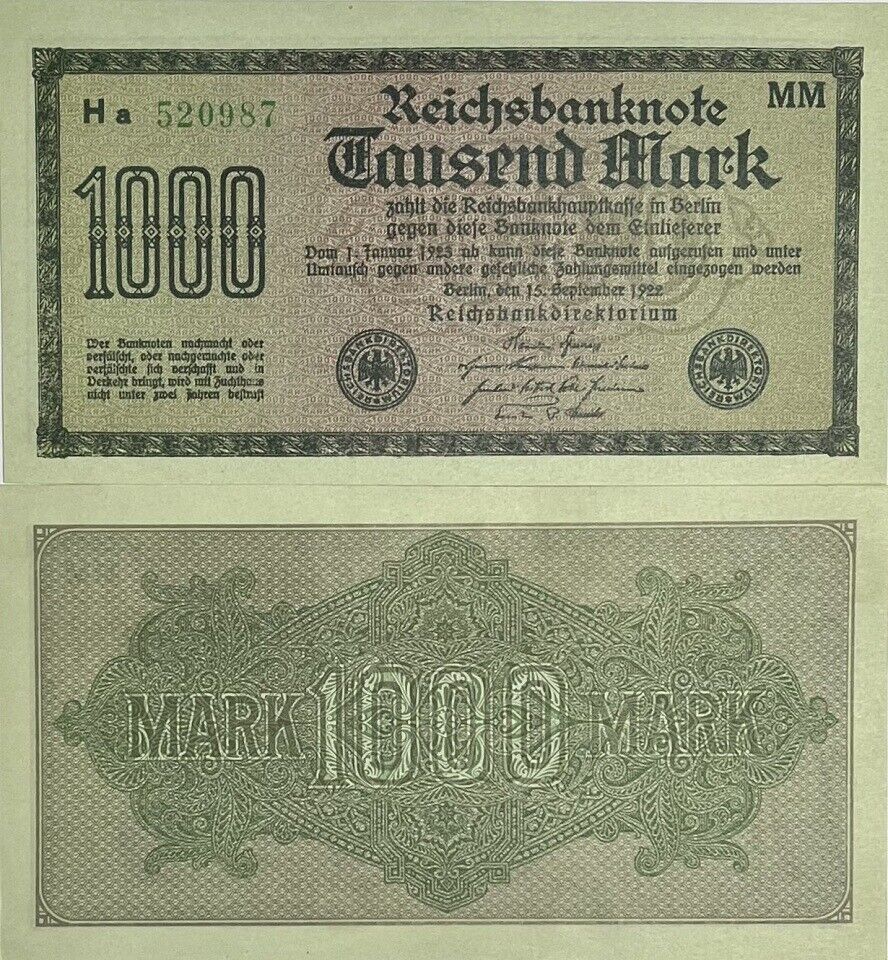 Ha 520987
MM
Reichsbanknote
Tausend Mark
1000
zahlt die Reichsbankhauptkasse in Berlin
gegen diese Banknote dem Einlieferer
Vom 1. Januar 1923 ab kann diese Banknote aufgerufen und unter
Umtausch gegen andere gesetzliche Zahlungsmittel eingezogen werden
Berlin, den 15. September 1922
Reichsbankdirektorium
Wer Banknoten nachmacht oder
verfälscht, oder nachgemachte oder
verfälschte sich verschafft und in
Verkehr bringt, wird mit Zuchthaus
nicht unter zwei Jahren bestraft
REICHSBANKDIREKTORIUM
REICHSBANKDIREKTORIUM
MARK 1000 MARK